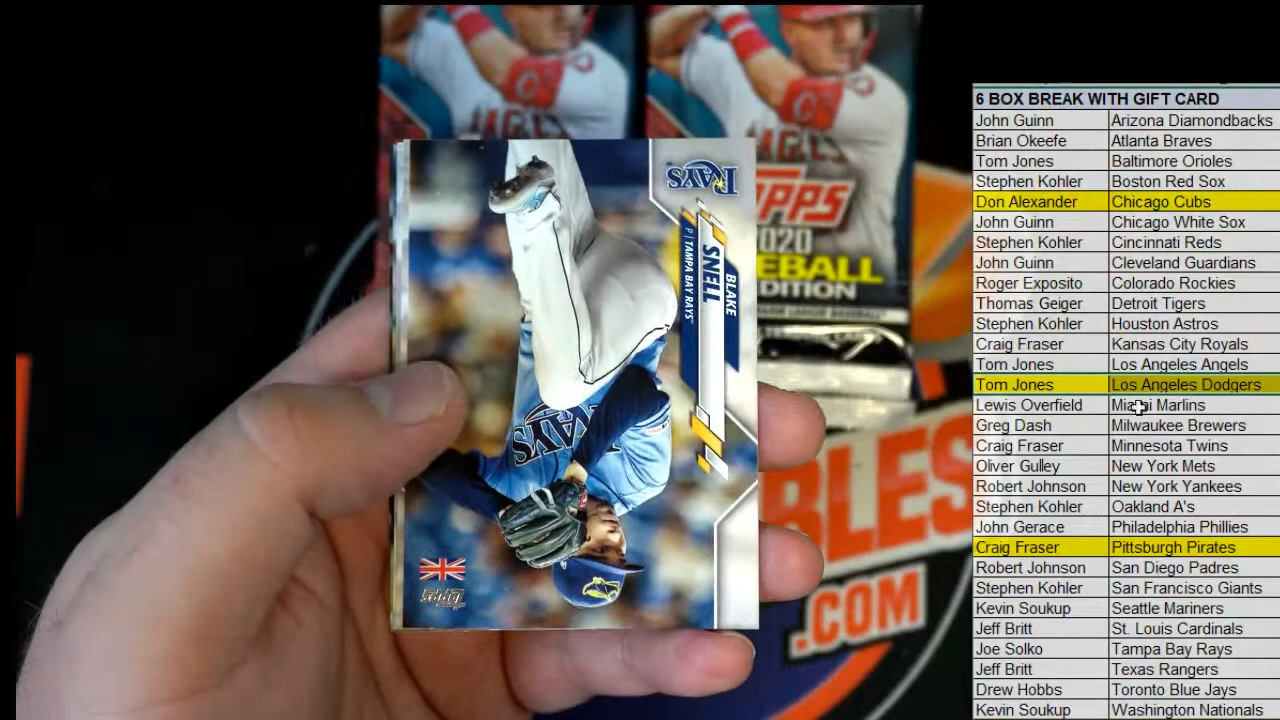 RAYS
BLAKE
SNELL
P | TAMPA BAY RAYS™
RAYS
Topps
TOPPS
2020
BASEBALL
EDITION
BLES
.COM
6 BOX BREAK WITH GIFT CARD
John Guinn Arizona Diamondbacks
Brian Okeefe Atlanta Braves
Tom Jones Baltimore Orioles
Stephen Kohler Boston Red Sox
Don Alexander Chicago Cubs
John Guinn Chicago White Sox
Stephen Kohler Cincinnati Reds
John Guinn Cleveland Guardians
Roger Exposito Colorado Rockies
Thomas Geiger Detroit Tigers
Stephen Kohler Houston Astros
Craig Fraser Kansas City Royals
Tom Jones Los Angeles Angels
Tom Jones Los Angeles Dodgers
Lewis Overfield Miami Marlins
Greg Dash Milwaukee Brewers
Craig Fraser Minnesota Twins
Oliver Gulley New York Mets
Robert Johnson New York Yankees
Stephen Kohler Oakland A's
John Gerace Philadelphia Phillies
Craig Fraser Pittsburgh Pirates
Robert Johnson San Diego Padres
Stephen Kohler San Francisco Giants
Kevin Soukup Seattle Mariners
Jeff Britt St. Louis Cardinals
Joe Solko Tampa Bay Rays
Jeff Britt Texas Rangers
Drew Hobbs Toronto Blue Jays
Kevin Soukup Washington Nationals